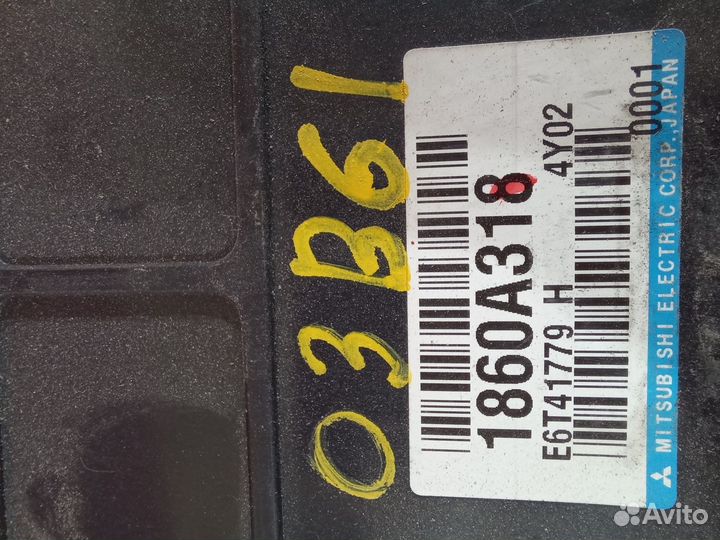 03B61
1860A318
E6T41779 H 4Y02
0001
MITSUBISHI ELECTRIC CORP., JAPAN
Avito